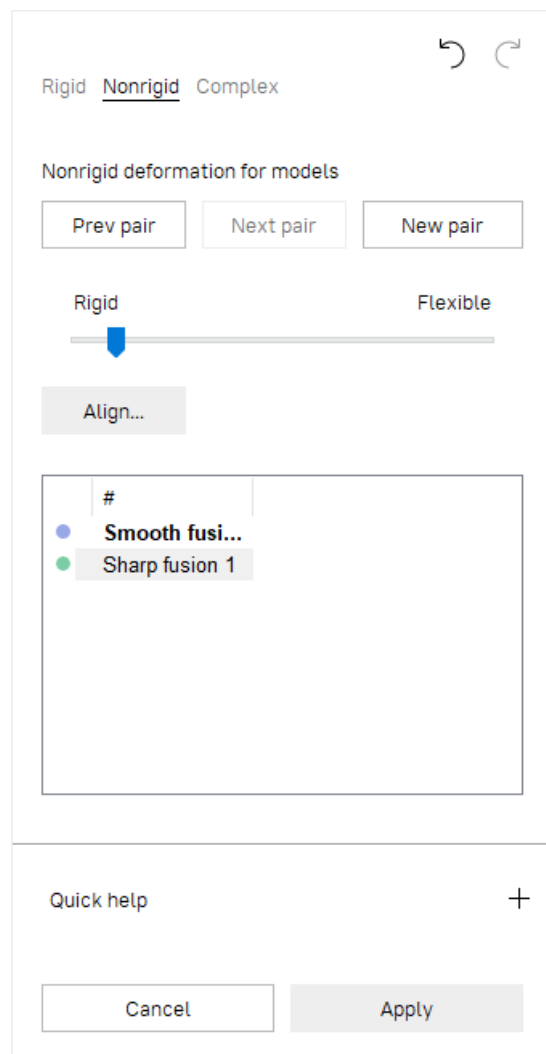 Rigid Nonrigid Complex
Nonrigid deformation for models
Prev pair Next pair New pair
Rigid Flexible
Align...
#
Smooth fusi...
Sharp fusion 1
Quick help
Cancel Apply